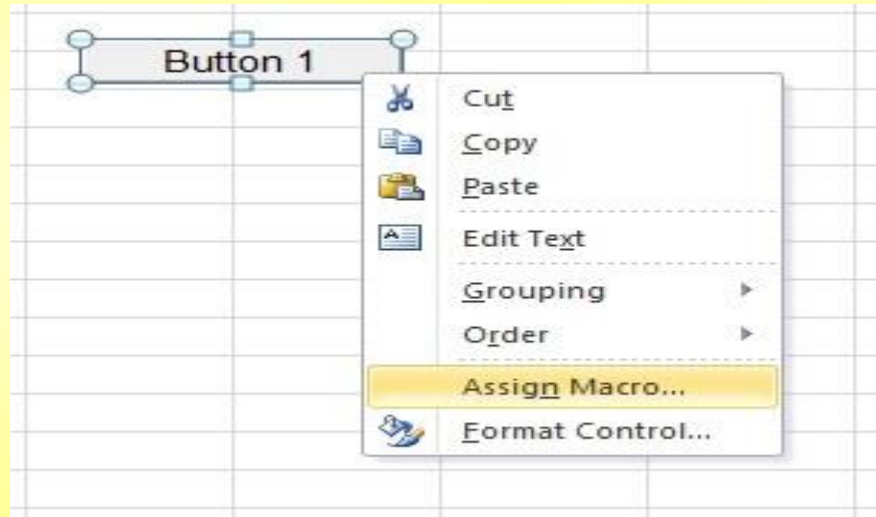 Button 1
Cut
Copy
Paste
Edit Text
Grouping
Order
Assign Macro...
Format Control...